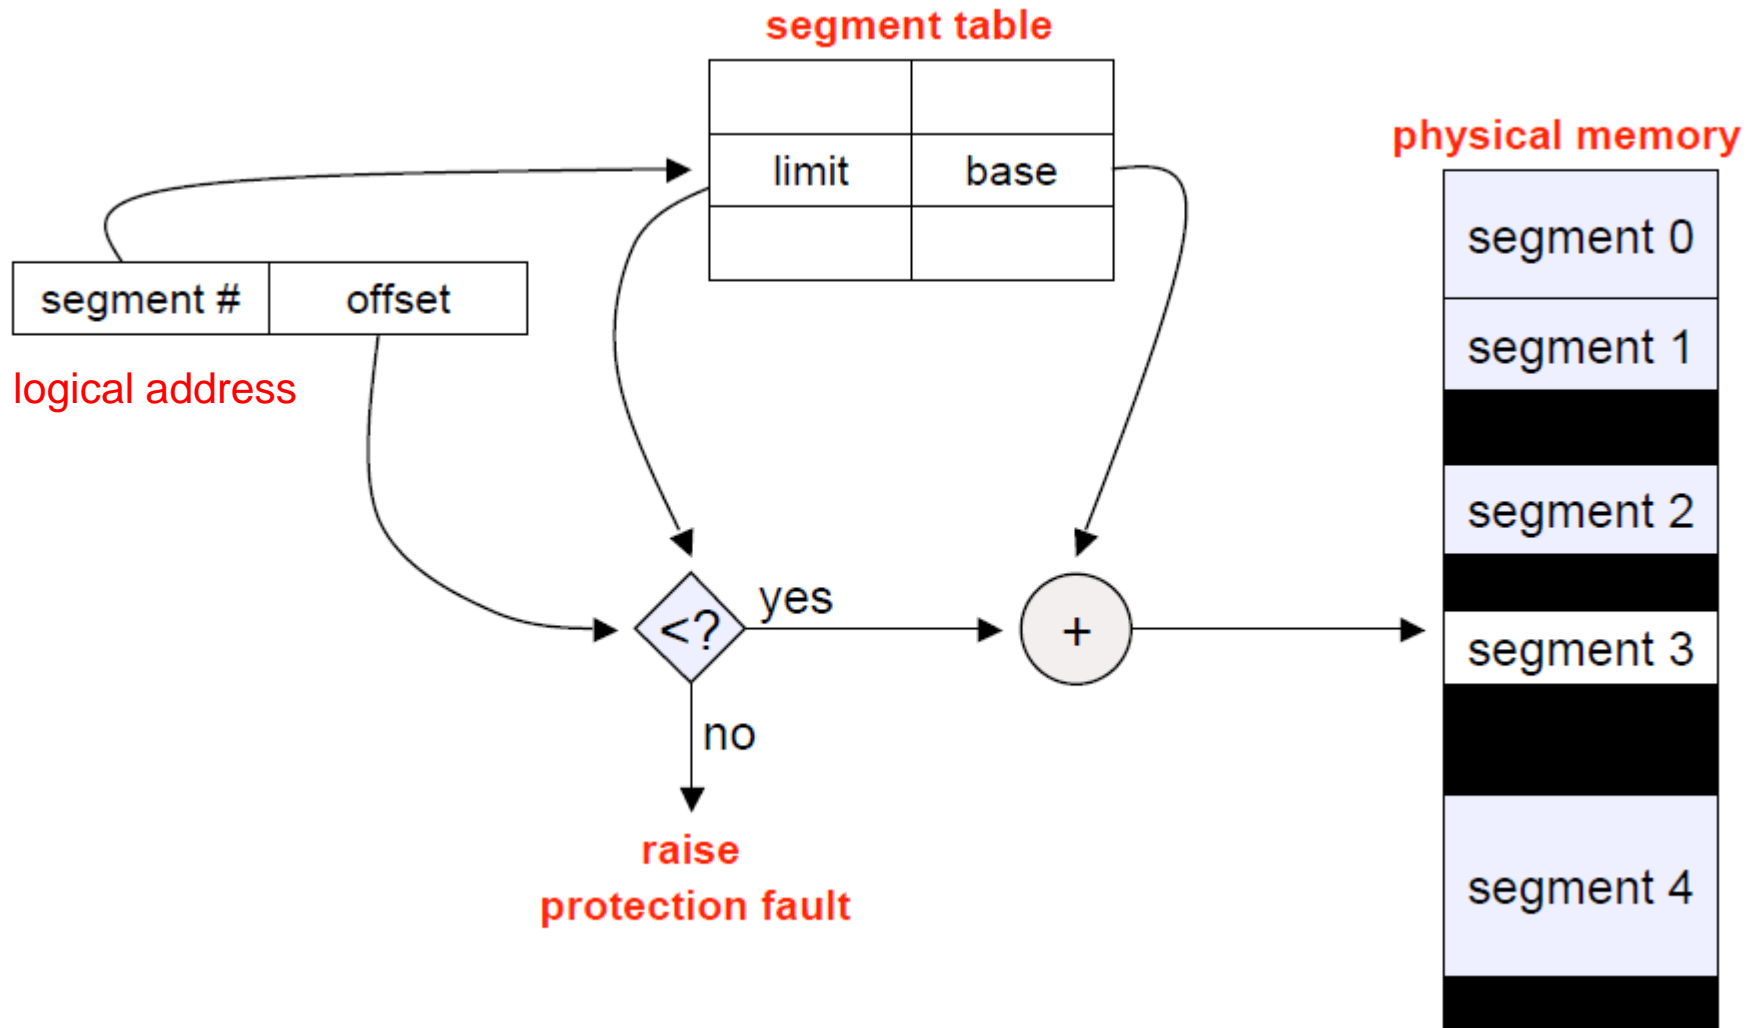 segment table
physical memory
limit
base
segment 0
segment #
offset
segment 1
logical address
segment 2
yes
<?
+
segment 3
no
raise
protection fault
segment 4